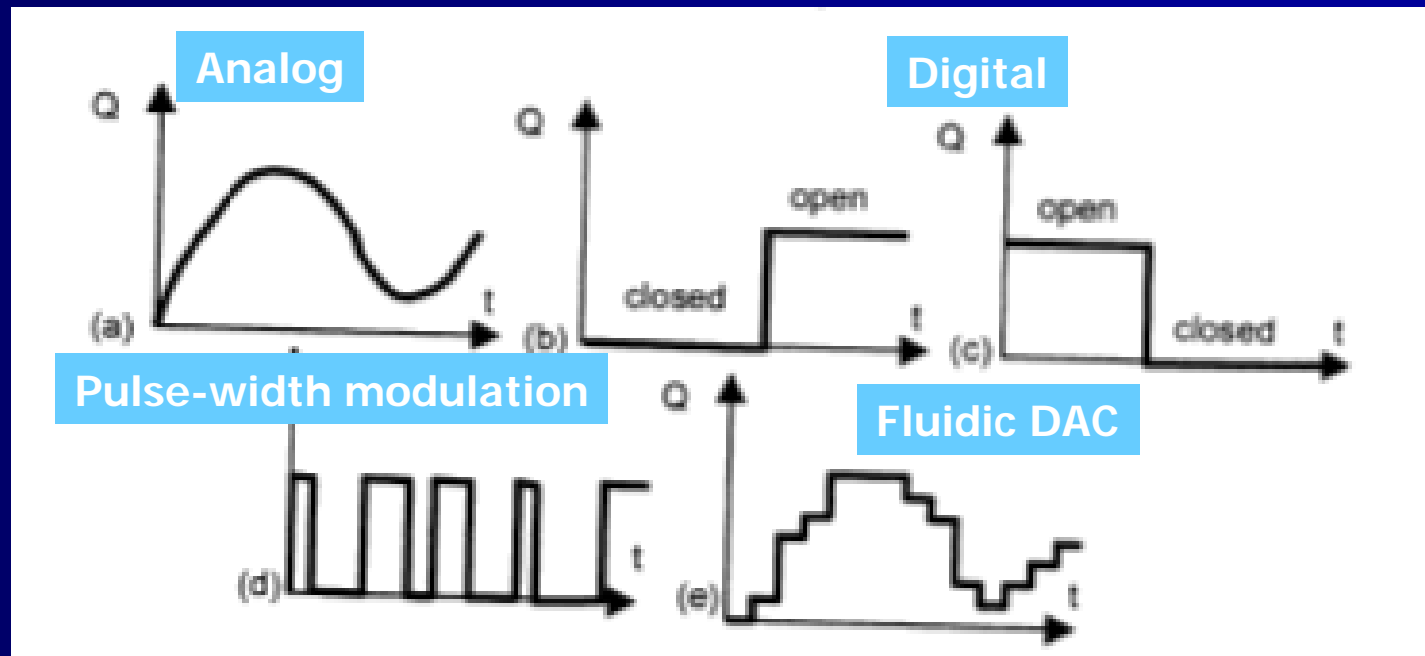 Analog
Digital
Q
Q
Q
open
open
closed
closed
t
t
t
(a)
(b)
(c)
Pulse-width modulation
Fluidic DAC
Q
t
t
(d)
(e)